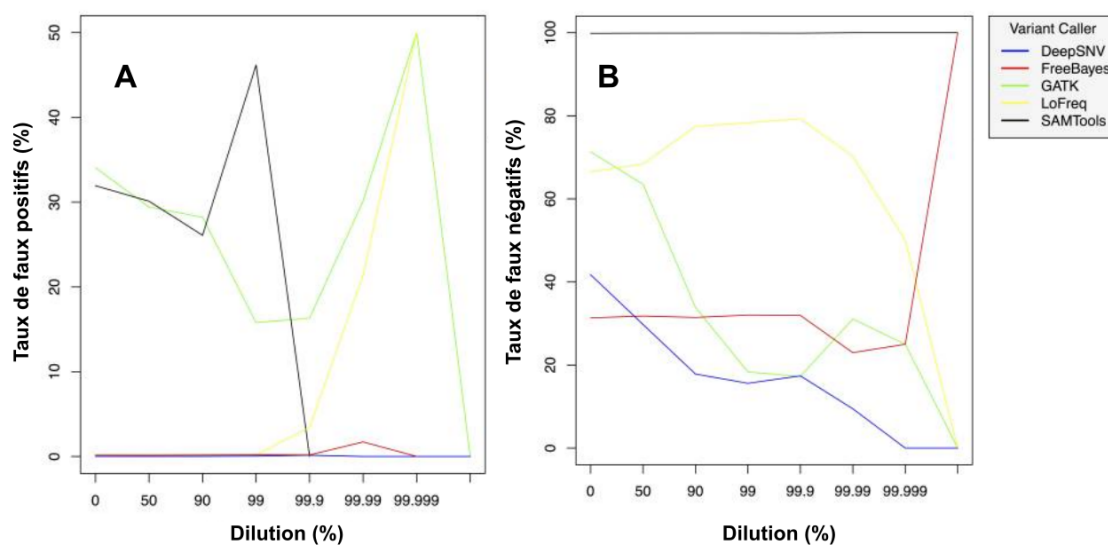 A
Taux de faux positifs (%)
50
40
30
20
10
0
0 50 90 99 99.9 99.99 99.999
Dilution (%)
B
Taux de faux négatifs (%)
100
80
60
40
20
0
0 50 90 99 99.9 99.99 99.999
Dilution (%)
Variant Caller
DeepSNV
FreeBayes
GATK
LoFreq
SAMTools